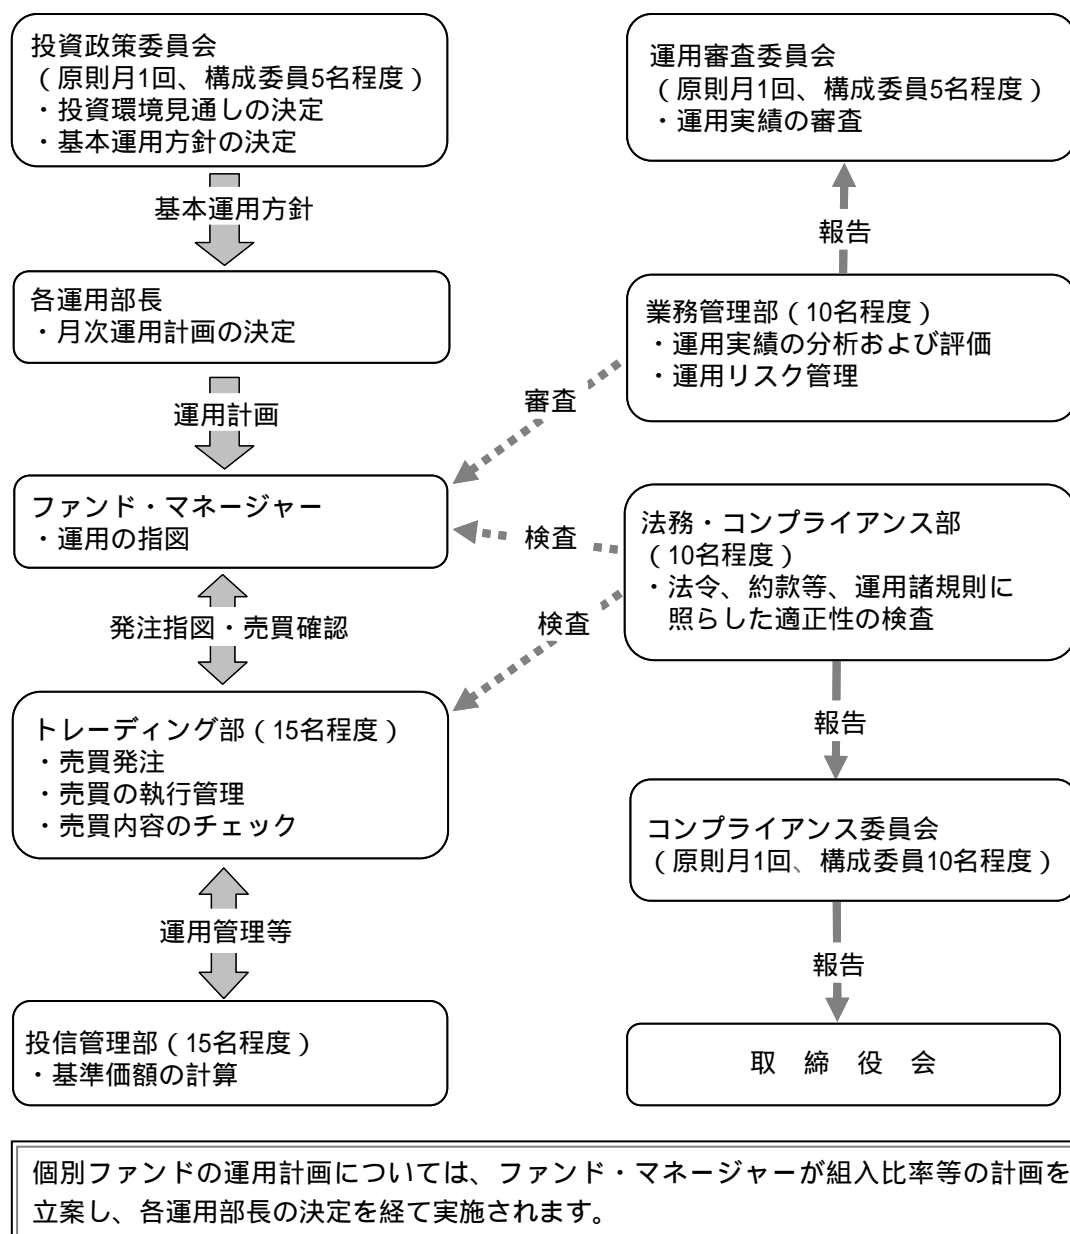 投資政策委員会
（原則月1回、構成委員5名程度）
・投資環境見通しの決定
・基本運用方針の決定
基本運用方針
各運用部長
・月次運用計画の決定
運用計画
ファンド・マネージャー
・運用の指図
発注指図・売買確認
トレーディング部（15名程度）
・売買発注
・売買の執行管理
・売買内容のチェック
運用管理等
投信管理部（15名程度）
・基準価額の計算
運用審査委員会
（原則月1回、構成委員5名程度）
・運用実績の審査
報告
業務管理部（10名程度）
・運用実績の分析および評価
・運用リスク管理
審査
検査
検査
法務・コンプライアンス部
（10名程度）
・法令、約款等、運用諸規則に
照らした適正性の検査
報告
コンプライアンス委員会
（原則月1回、構成委員10名程度）
報告
取　締　役　会
個別ファンドの運用計画については、ファンド・マネージャーが組入比率等の計画を
立案し、各運用部長の決定を経て実施されます。